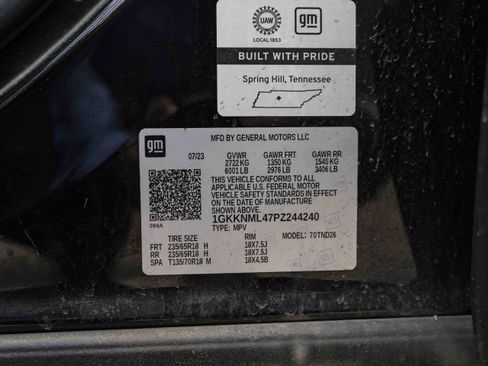 UAW
LOCAL 1853
gm
BUILT WITH PRIDE
Spring Hill, Tennessee
gm
MFD BY GENERAL MOTORS LLC
07/23 GVWR GAWR FRT GAWR RR
2722 KG 1350 KG 1545 KG
6001 LB 2976 LB 3406 LB
THIS VEHICLE CONFORMS TO ALL
APPLICABLE U.S. FEDERAL MOTOR
VEHICLE SAFETY STANDARDS IN EFFECT
ON THE DATE OF MANUFACTURE
SHOWN ABOVE.
1GKKNML47PZ244240
TYPE: MPV MODEL: 70TND26
384A
TIRE SIZE RIM
FRT 235/65R18 H 18X7.5J
RR 235/65R18 H 18X7.5J
SPA T135/70R18 M 18X4.5B